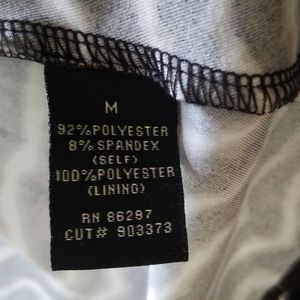 M
92%POLYESTER
8% SPANDEX
(SELF)
100%POLYESTER
(LINING)
RN 86297
CUT# 903373